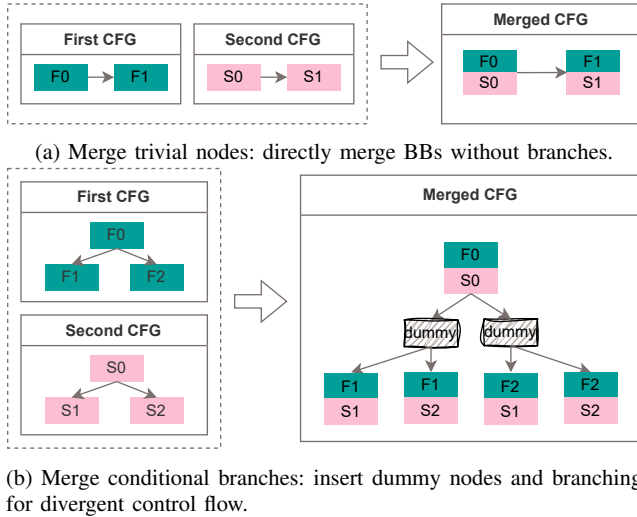 First CFG
Second CFG
Merged CFG
F0
F1
S0
S1
F0
S0
F1
S1
(a) Merge trivial nodes: directly merge BBs without branches.
First CFG
F0
F1
F2
Second CFG
S0
S1
S2
Merged CFG
F0
S0
dummy
dummy
F1
S1
F1
S2
F2
S1
F2
S2
(b) Merge conditional branches: insert dummy nodes and branching
for divergent control flow.